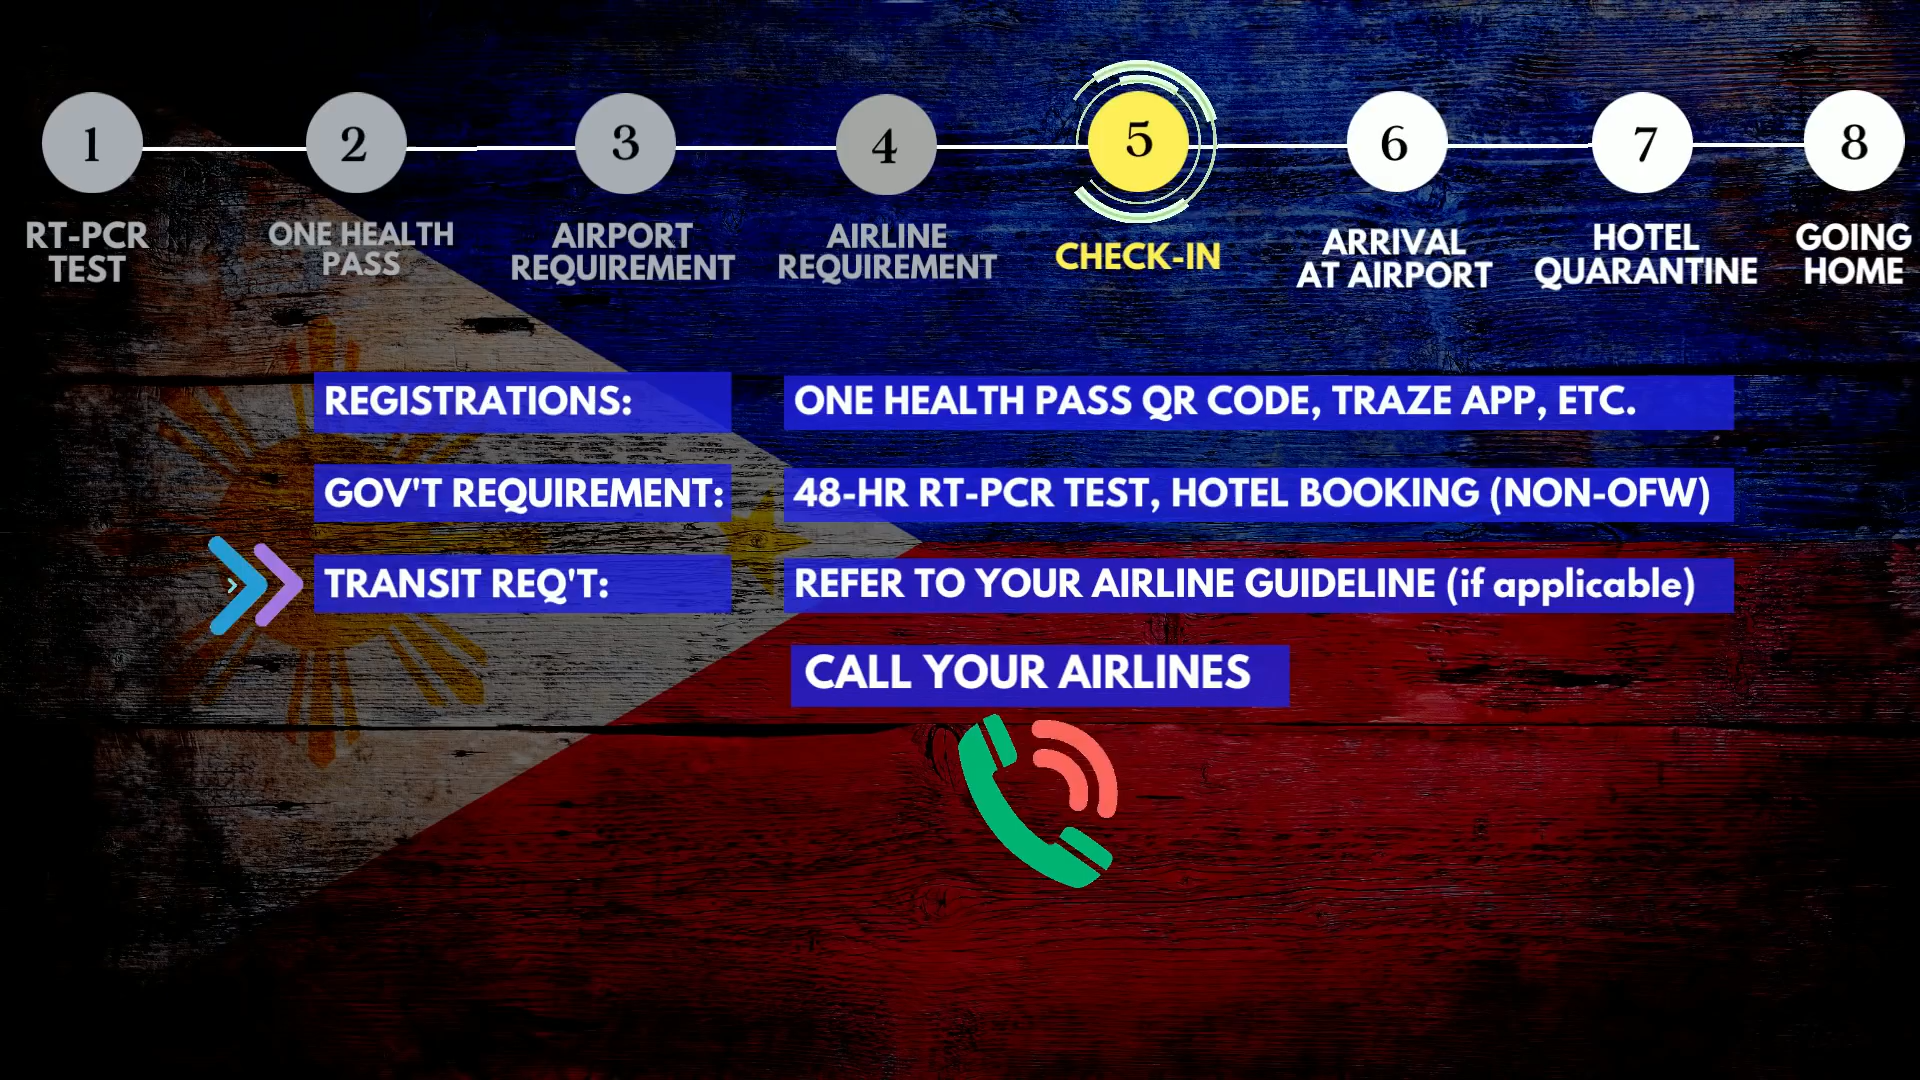 1
2
3
4
5
6
7
8
RT-PCR
TEST
ONE HEALTH
PASS
AIRPORT
REQUIREMENT
AIRLINE
REQUIREMENT
CHECK-IN
ARRIVAL
AT AIRPORT
HOTEL
QUARANTINE
GOING
HOME
REGISTRATIONS:
ONE HEALTH PASS QR CODE, TRAZE APP, ETC.
GOV'T REQUIREMENT:
48-HR RT-PCR TEST, HOTEL BOOKING (NON-OFW)
TRANSIT REQ'T:
REFER TO YOUR AIRLINE GUIDELINE (if applicable)
CALL YOUR AIRLINES